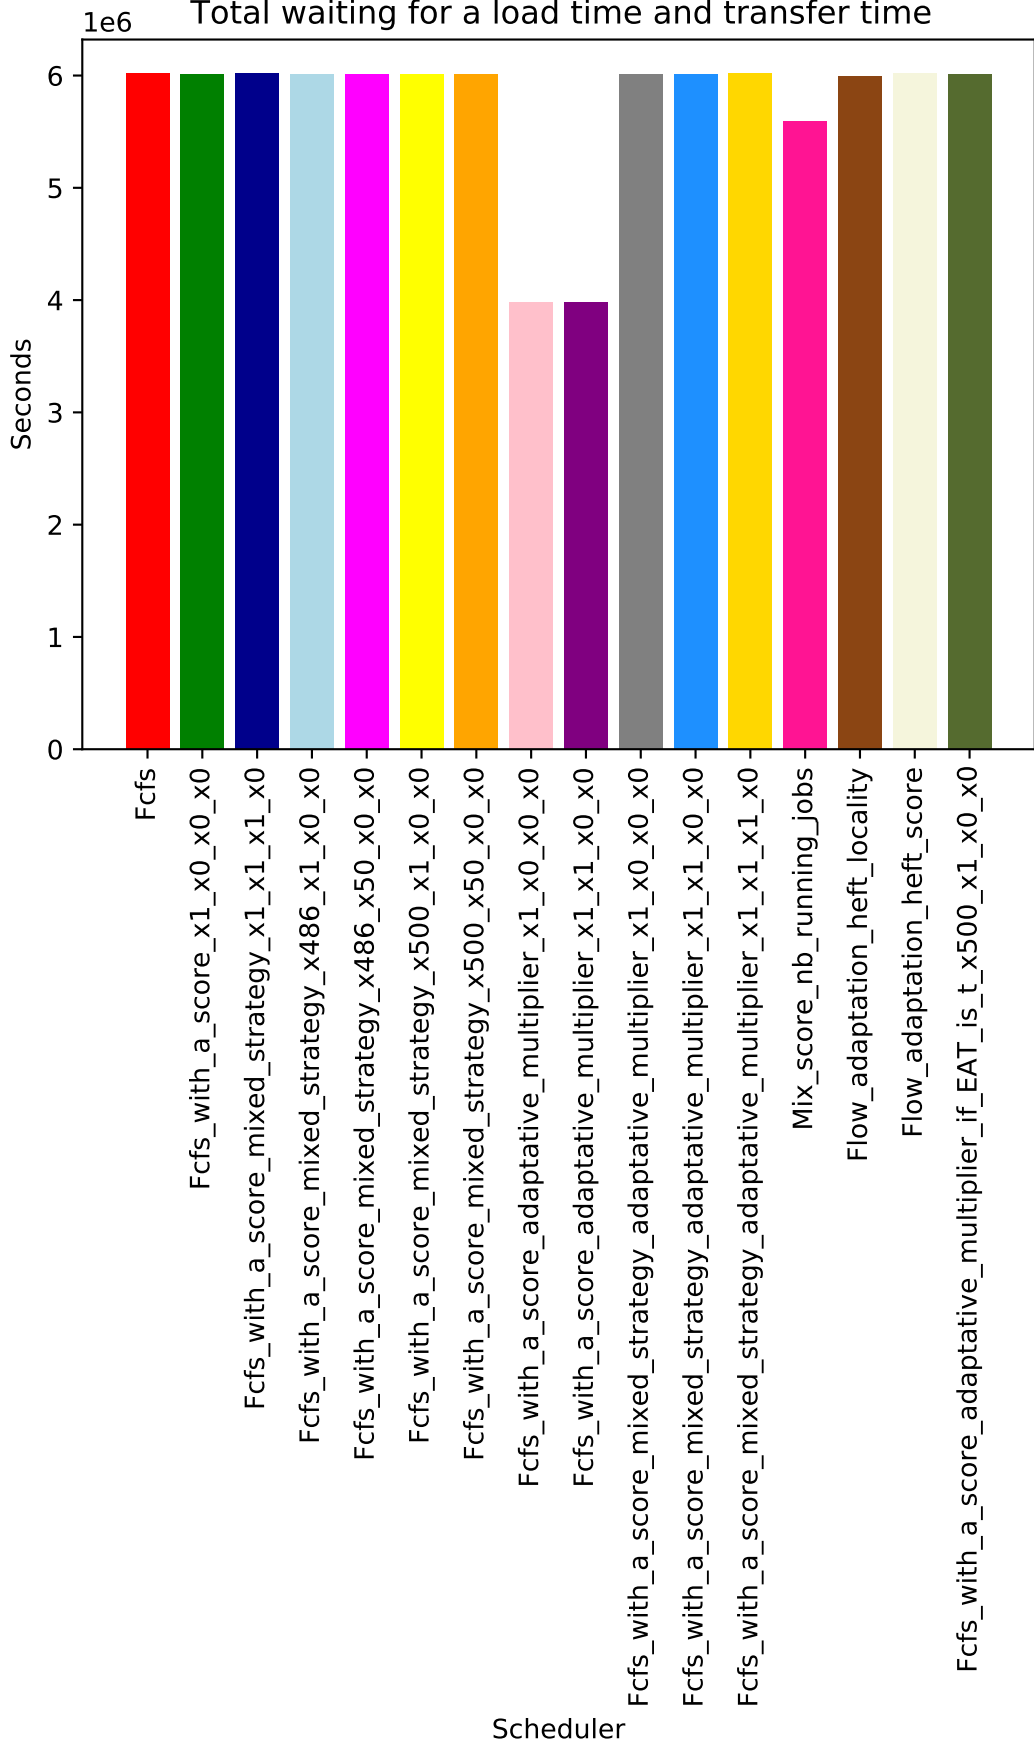 Total waiting for a load time and transfer time
1e6
6
5
4
3
2
1
0
Seconds
Fcfs
Fcfs_with_a_score_x1_x0_x0_x0
Fcfs_with_a_score_mixed_strategy_x1_x1_x1_x0
Fcfs_with_a_score_mixed_strategy_x486_x1_x0_x0
Fcfs_with_a_score_mixed_strategy_x486_x50_x0_x0
Fcfs_with_a_score_mixed_strategy_x500_x1_x0_x0
Fcfs_with_a_score_mixed_strategy_x500_x50_x0_x0
Fcfs_with_a_score_adaptative_multiplier_x1_x0_x0_x0
Fcfs_with_a_score_adaptative_multiplier_x1_x1_x0_x0
Fcfs_with_a_score_mixed_strategy_adaptative_multiplier_x1_x0_x0_x0
Fcfs_with_a_score_mixed_strategy_adaptative_multiplier_x1_x1_x0_x0
Fcfs_with_a_score_mixed_strategy_adaptative_multiplier_x1_x1_x1_x0
Mix_score_nb_running_jobs
Flow_adaptation_heft_locality
Flow_adaptation_heft_score
Fcfs_with_a_score_adaptative_multiplier_if_EAT_is_t_x500_x1_x0_x0
Scheduler